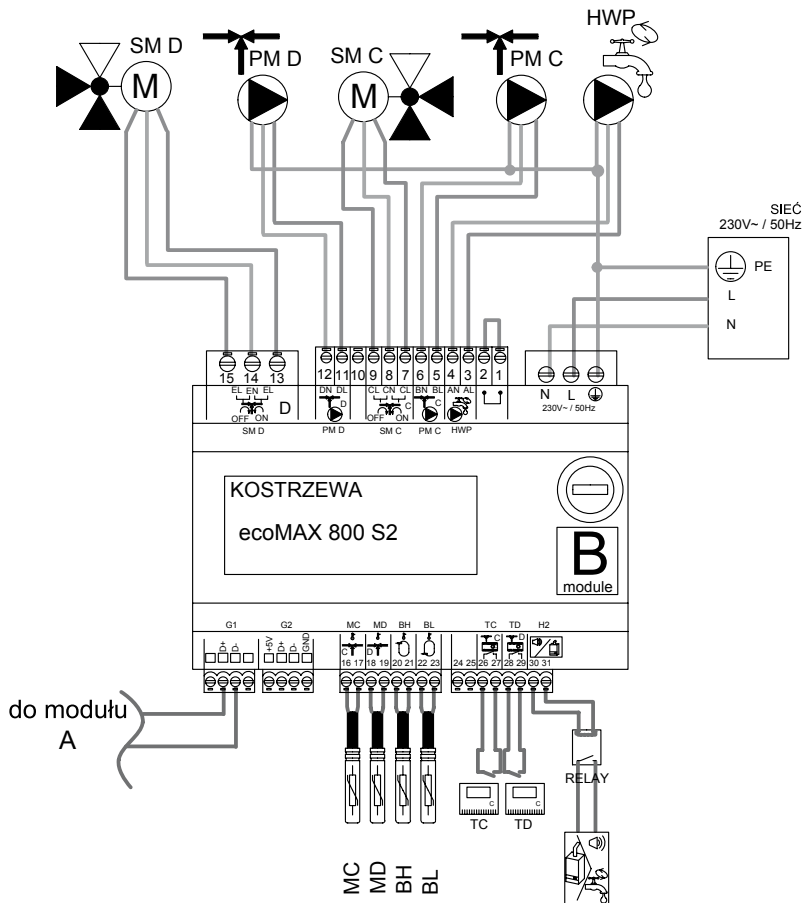 SM D
PM D
SM C
PM C
HWP
M
M
SIEĆ
230V~ / 50Hz
PE
L
N
15 14 13
12 11 10 9 8 7 6 5 4 3 2 1
EL EN EL
D
OFF ON
SM D
DN DL
D
PM D
CL CN CL
C
OFF ON
SM C
BN BL
C
PM C
AN AL
HWP
N L
230V~ / 50Hz
KOSTRZEWA
ecoMAX 800 S2
B
module
G1
G2
MC
MD
BH
BL
TC
TD
H2
D+
D-
+5V
D+
D-
GND
C
D
C
D
16 17 18 19 20 21 22 23
24 25 26 27 28 29 30 31
do modułu
A
RELAY
C
C
TC
TD
MC
MD
BH
BL